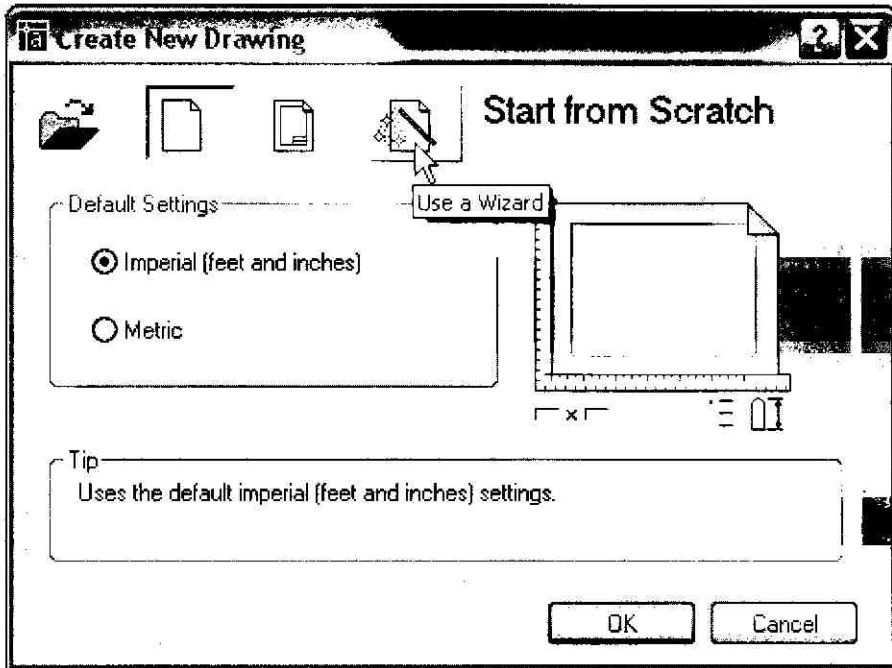 Create New Drawing
Start from Scratch
Use a Wizard
Default Settings
Imperial (feet and inches)
Metric
Tip
Uses the default imperial (feet and inches) settings.
OK
Cancel